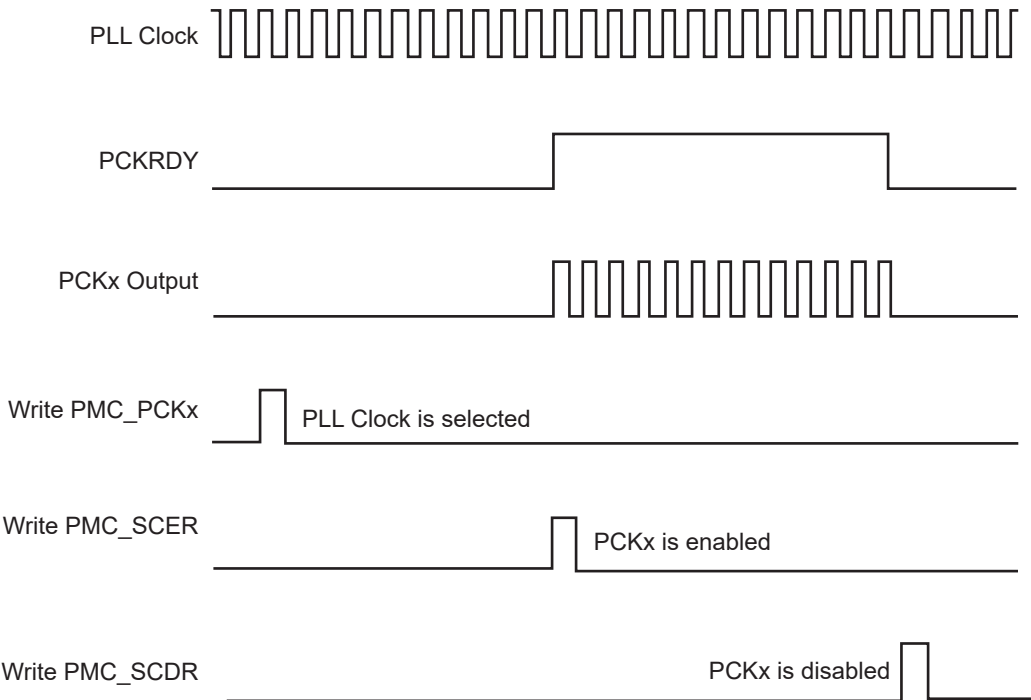 PLL Clock
PCKRDY
PCKx Output
Write PMC_PCKx
PLL Clock is selected
Write PMC_SCER
PCKx is enabled
Write PMC_SCDR
PCKx is disabled